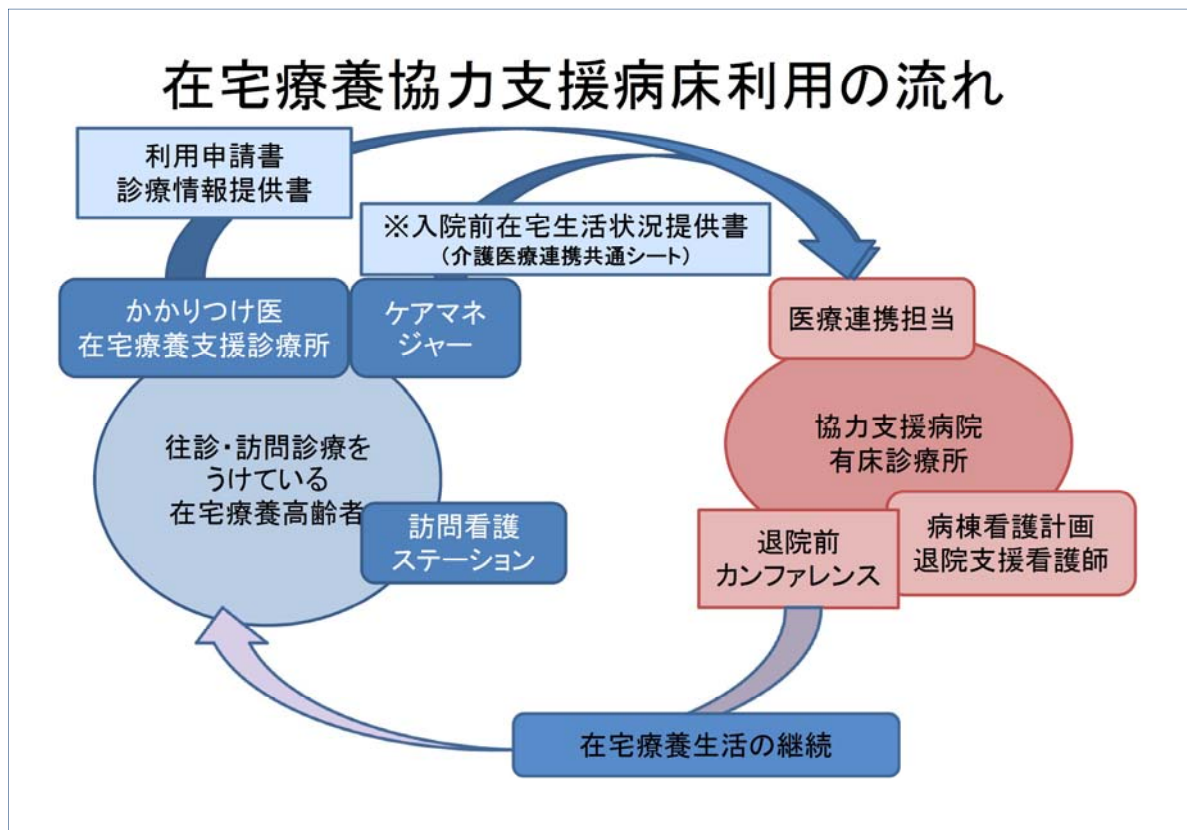 在宅療養協力支援病床利用の流れ
利用申請書
診療情報提供書
※入院前在宅生活状況提供書
（介護医療連携共通シート）
かかりつけ医
在宅療養支援診療所
ケアマネ
ジャー
医療連携担当
往診・訪問診療を
うけている
在宅療養高齢者
協力支援病院
有床診療所
訪問看護
ステーション
退院前
カンファレンス
病棟看護計画
退院支援看護師
在宅療養生活の継続